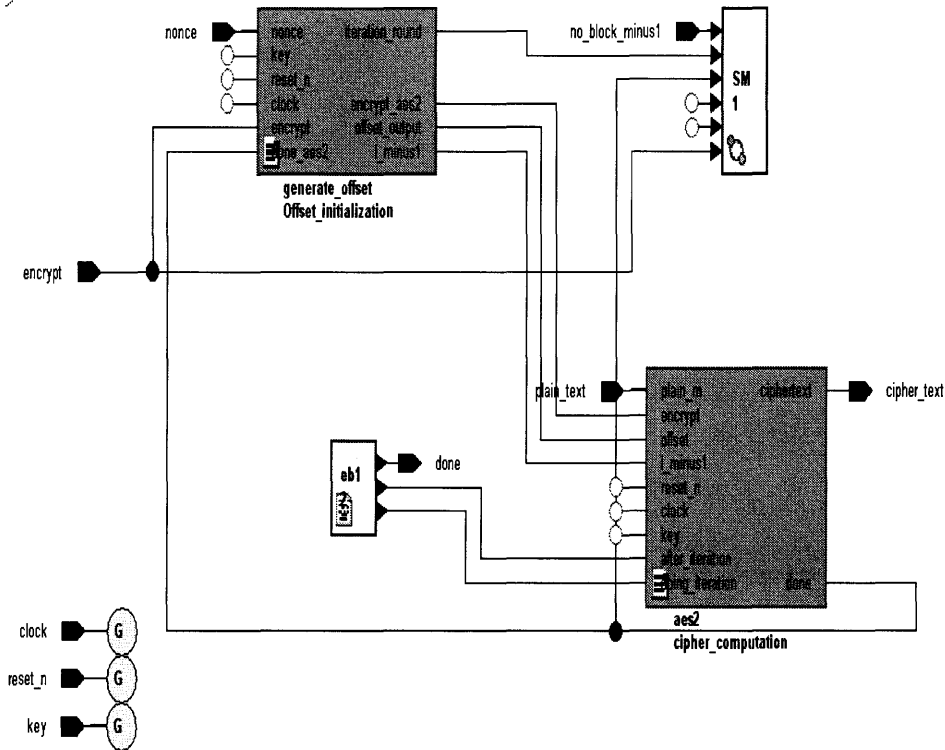 nonce
nonce
iteration_round
key
reset_n
clock
encrypt_aes2
encrypt
offset_output
done_aes2
i_minus1
generate_offset
Offset_initialization
no_block_minus1
SM
1
encrypt
plain_text
plain_m
ciphertext
cipher_text
encrypt
offset
i_minus1
reset_n
clock
key
after_iteration
done
aes2
cipher_computation
eb1
done
clock
G
reset_n
G
key
G